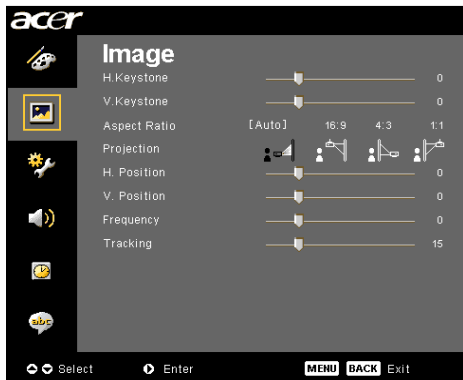 acer
Image
H.Keystone 0
V.Keystone 0
Aspect Ratio [Auto] 16:9 4:3 1:1
Projection
H. Position 0
V. Position 0
Frequency 0
Tracking 15
abc
Select Enter MENU BACK Exit